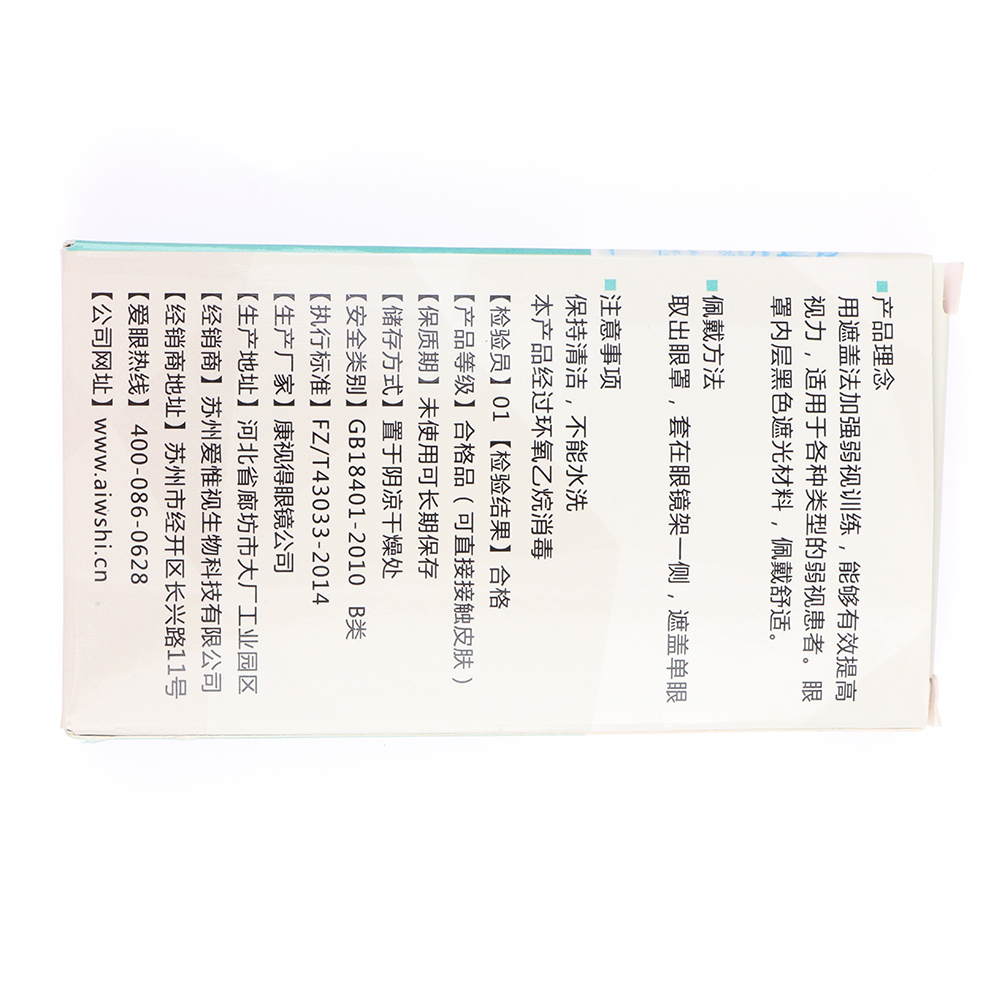 产品理念
用遮盖法加强弱视训练，能够有效提高
视力，适用于各种类型的弱视患者。眼
罩内层黑色遮光材料，佩戴舒适。
佩戴方法
取出眼罩，套在眼镜架一侧，遮盖单眼
注意事项
保持清洁，不能水洗
本产品经过环氧乙烷消毒
【检验员】01 【检验结果】合格
【产品等级】合格品（可直接接触皮肤）
【保质期】未使用可长期保存
【储存方式】置于阴凉干燥处
【安全类别】GB18401-2010 B类
【执行标准】FZ/T43033-2014
【生产厂家】康视得眼镜公司
【生产地址】河北省廊坊市大厂工业园区
【经销商】苏州爱惟视生物科技有限公司
【经销商地址】苏州市经开区长兴路11号
【爱眼热线】400-086-0628
【公司网址】www.aiwshi.cn